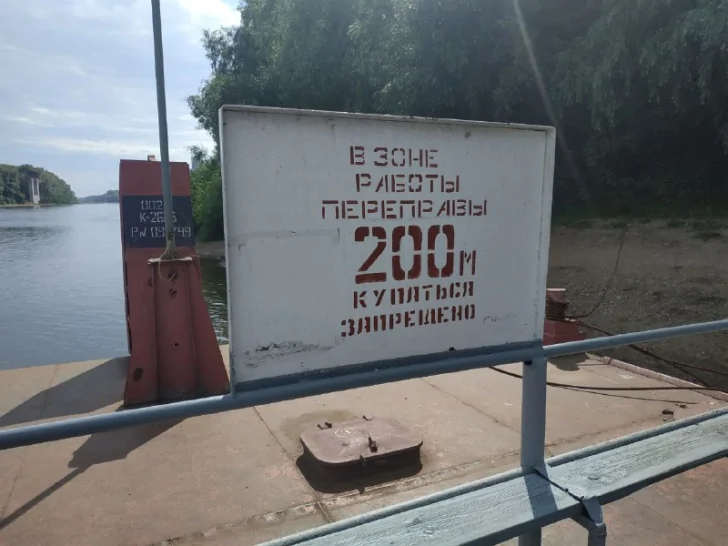 В ЗОНЕ
РАБОТЫ
ПЕРЕПРАВЫ
200м
КУПАТЬСЯ
ЗАПРЕЩЕНО